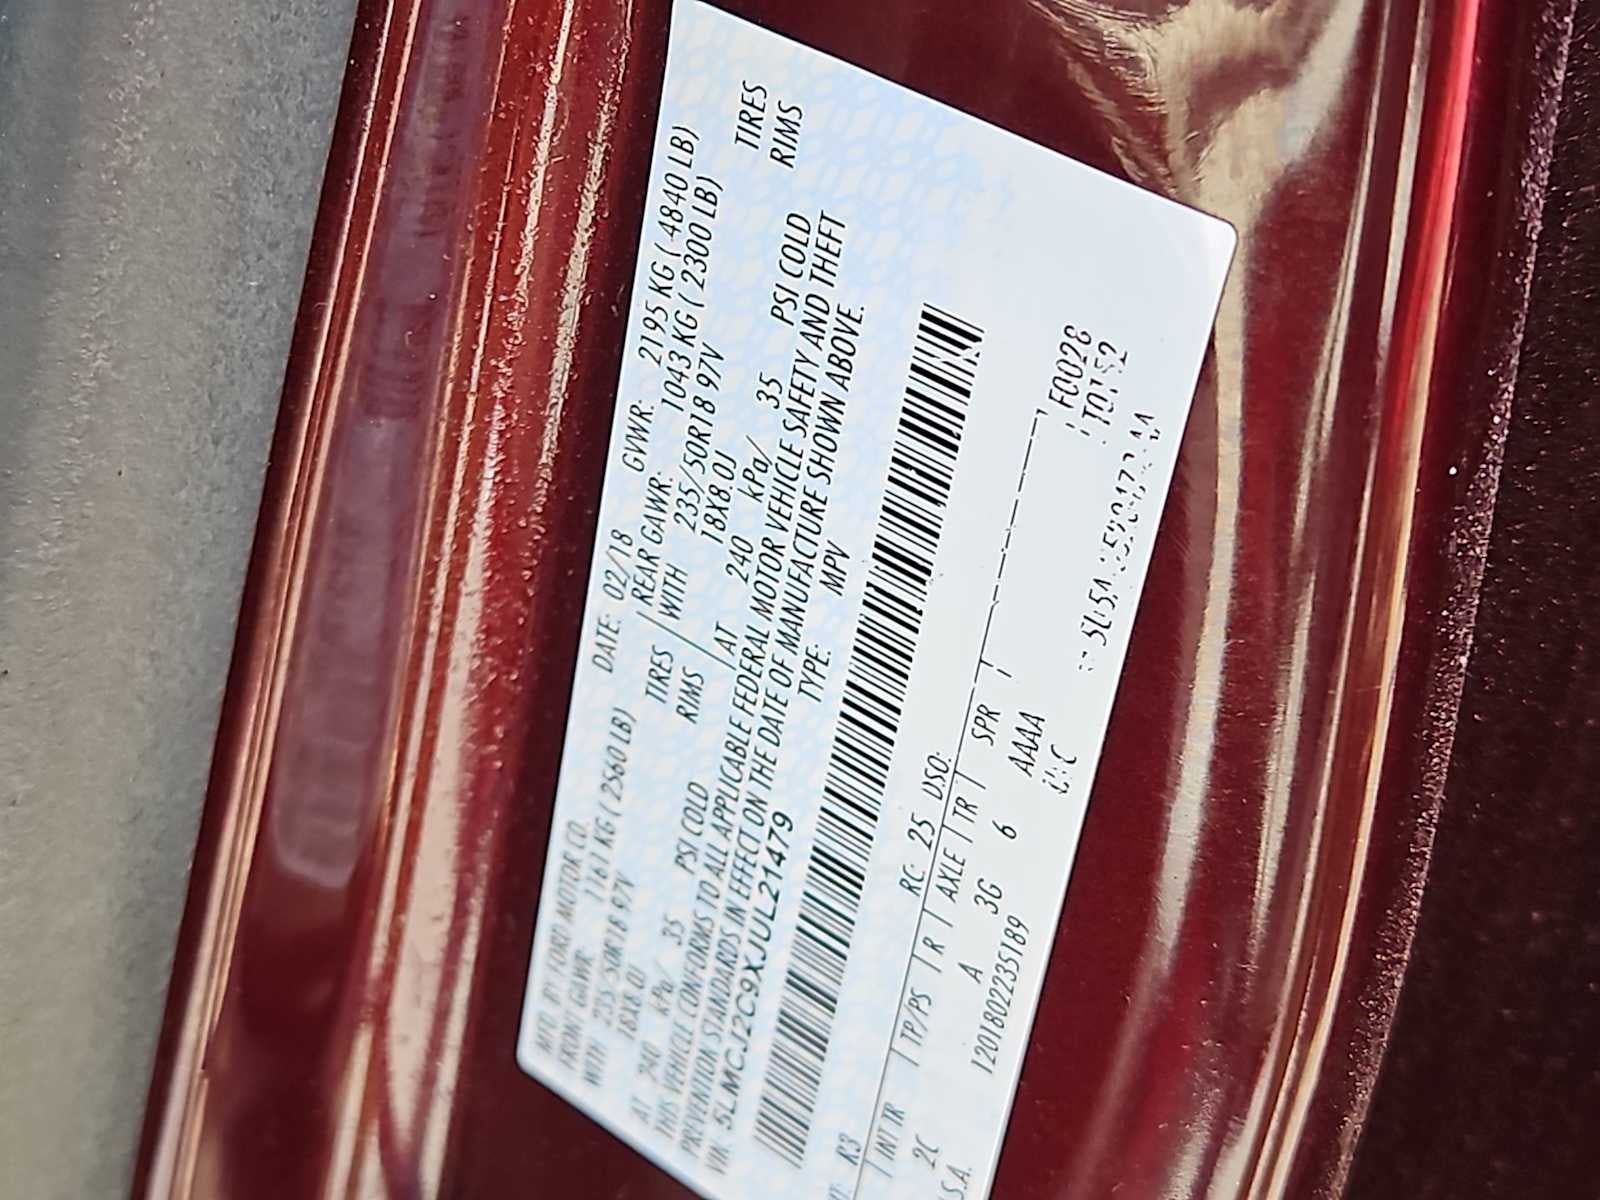 MFD. BY FORD MOTOR CO. DATE: 02/18 GVWR: 2195 KG ( 4840 LB)
FRONT GAWR: 1161 KG ( 2560 LB) REAR GAWR: 1043 KG ( 2300 LB)
WITH 235/50R18 97V TIRES WITH 235/50R18 97V TIRES
18X8.0J RIMS 18X8.0J RIMS
AT 240 kPa/ 35 PSI COLD AT 240 kPa/ 35 PSI COLD
THIS VEHICLE CONFORMS TO ALL APPLICABLE FEDERAL MOTOR VEHICLE SAFETY AND THEFT
PREVENTION STANDARDS IN EFFECT ON THE DATE OF MANUFACTURE SHOWN ABOVE.
VIN: 5LMCJ2C9XJUL21479 TYPE: MPV
R3 RC: 25 DSO:
INT TR TP/PS R AXLE TR SPR F0026
2C A 3G 6 AAAA
S.A. 1201802235189